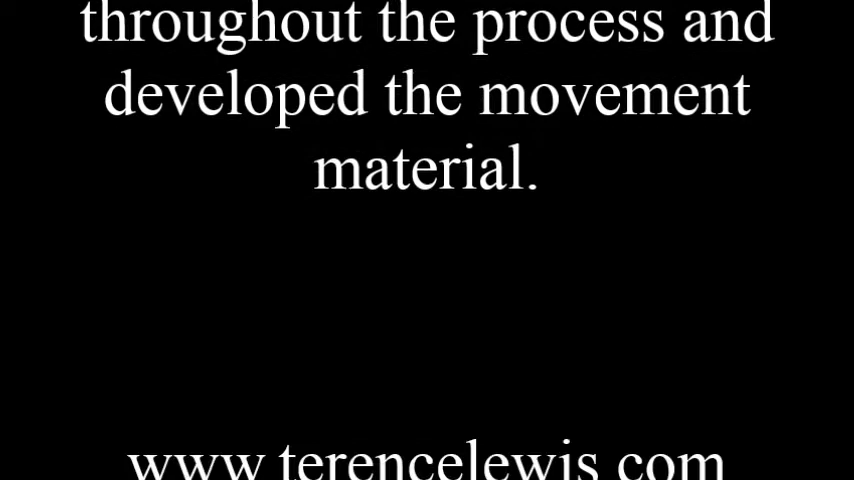 throughout the process and
developed the movement
material.
www.terencelewis.com